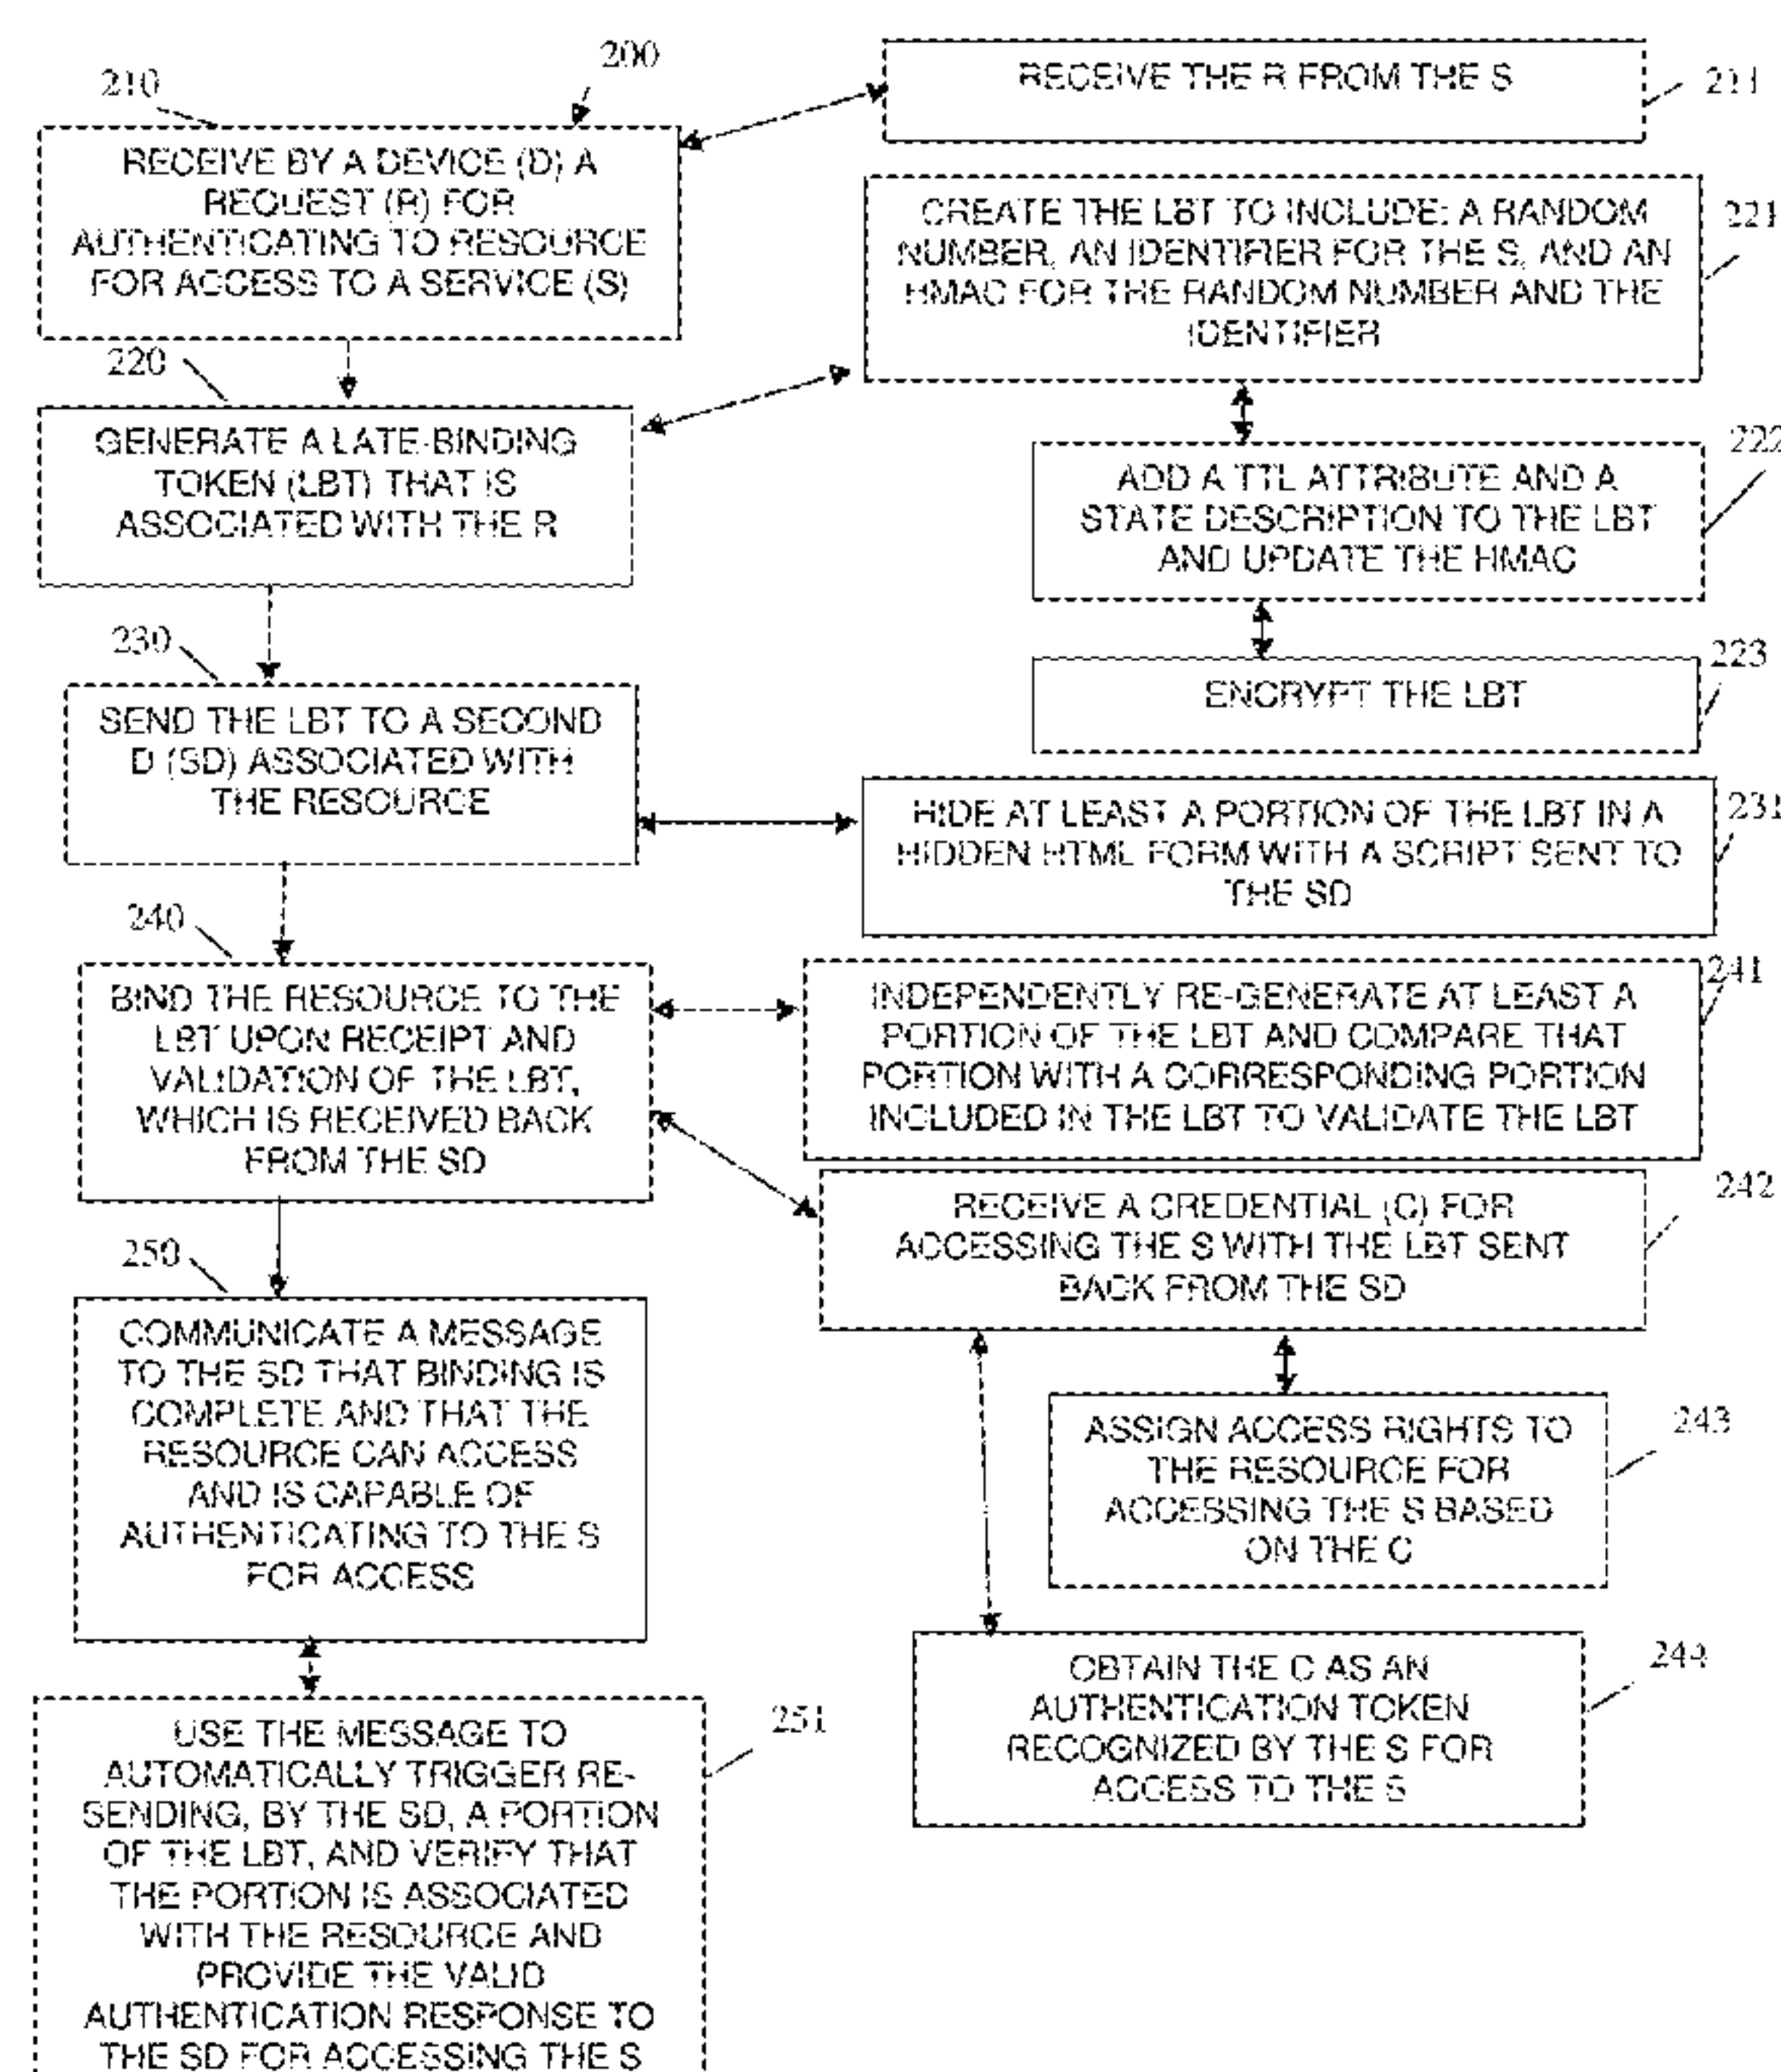 200
210
RECEIVE BY A DEVICE (D) A
REQUEST (R) FOR
AUTHENTICATING TO RESOURCE
FOR ACCESS TO A SERVICE (S)
RECEIVE THE R FROM THE S
211
CREATE THE LBT TO INCLUDE: A RANDOM
NUMBER, AN IDENTIFIER FOR THE S, AND AN
HMAC FOR THE RANDOM NUMBER AND THE
IDENTIFIER
221
220
GENERATE A LATE-BINDING
TOKEN (LBT) THAT IS
ASSOCIATED WITH THE R
ADD A TTL ATTRIBUTE AND A
STATE DESCRIPTION TO THE LBT
AND UPDATE THE HMAC
222
ENCRYPT THE LBT
223
230
SEND THE LBT TO A SECOND
D (SD) ASSOCIATED WITH
THE RESOURCE
HIDE AT LEAST A PORTION OF THE LBT IN A
HIDDEN HTML FORM WITH A SCRIPT SENT TO
THE SD
231
240
BIND THE RESOURCE TO THE
LBT UPON RECEIPT AND
VALIDATION OF THE LBT,
WHICH IS RECEIVED BACK
FROM THE SD
INDEPENDENTLY RE-GENERATE AT LEAST A
PORTION OF THE LBT AND COMPARE THAT
PORTION WITH A CORRESPONDING PORTION
INCLUDED IN THE LBT TO VALIDATE THE LBT
241
RECEIVE A CREDENTIAL (C) FOR
ACCESSING THE S WITH THE LBT SENT
BACK FROM THE SD
242
250
COMMUNICATE A MESSAGE
TO THE SD THAT BINDING IS
COMPLETE AND THAT THE
RESOURCE CAN ACCESS
AND IS CAPABLE OF
AUTHENTICATING TO THE S
FOR ACCESS
ASSIGN ACCESS RIGHTS TO
THE RESOURCE FOR
ACCESSING THE S BASED
ON THE C
243
OBTAIN THE C AS AN
AUTHENTICATION TOKEN
RECOGNIZED BY THE S FOR
ACCESS TO THE S
244
USE THE MESSAGE TO
AUTOMATICALLY TRIGGER RE-
SENDING, BY THE SD, A PORTION
OF THE LBT, AND VERIFY THAT
THE PORTION IS ASSOCIATED
WITH THE RESOURCE AND
PROVIDE THE VALID
AUTHENTICATION RESPONSE TO
THE SD FOR ACCESSING THE S
251